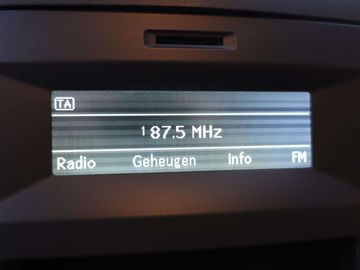 TA
1 87.5 MHz
Radio Geheugen Info FM